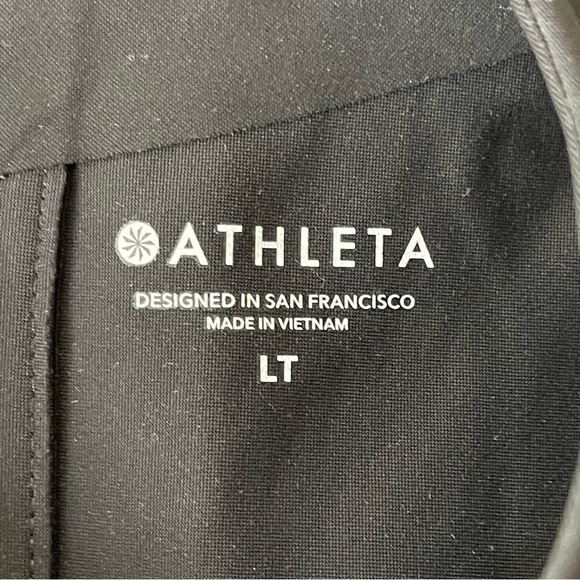 ATHLETA
DESIGNED IN SAN FRANCISCO
MADE IN VIETNAM
LT